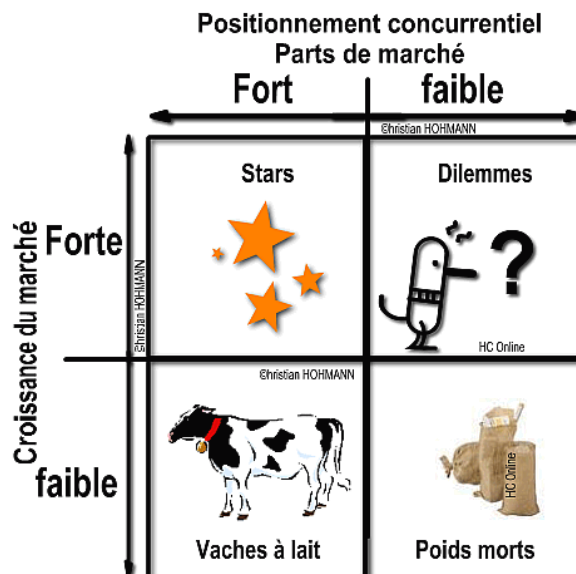 Positionnement concurrentiel
Parts de marché
Fort faible
©hristian HOHMANN
Stars Dilemmes
Croissance du marché
Forte
©hristian HOHMANN
?
HC Online
©hristian HOHMANN
faible
HC Online
Vaches à lait Poids morts